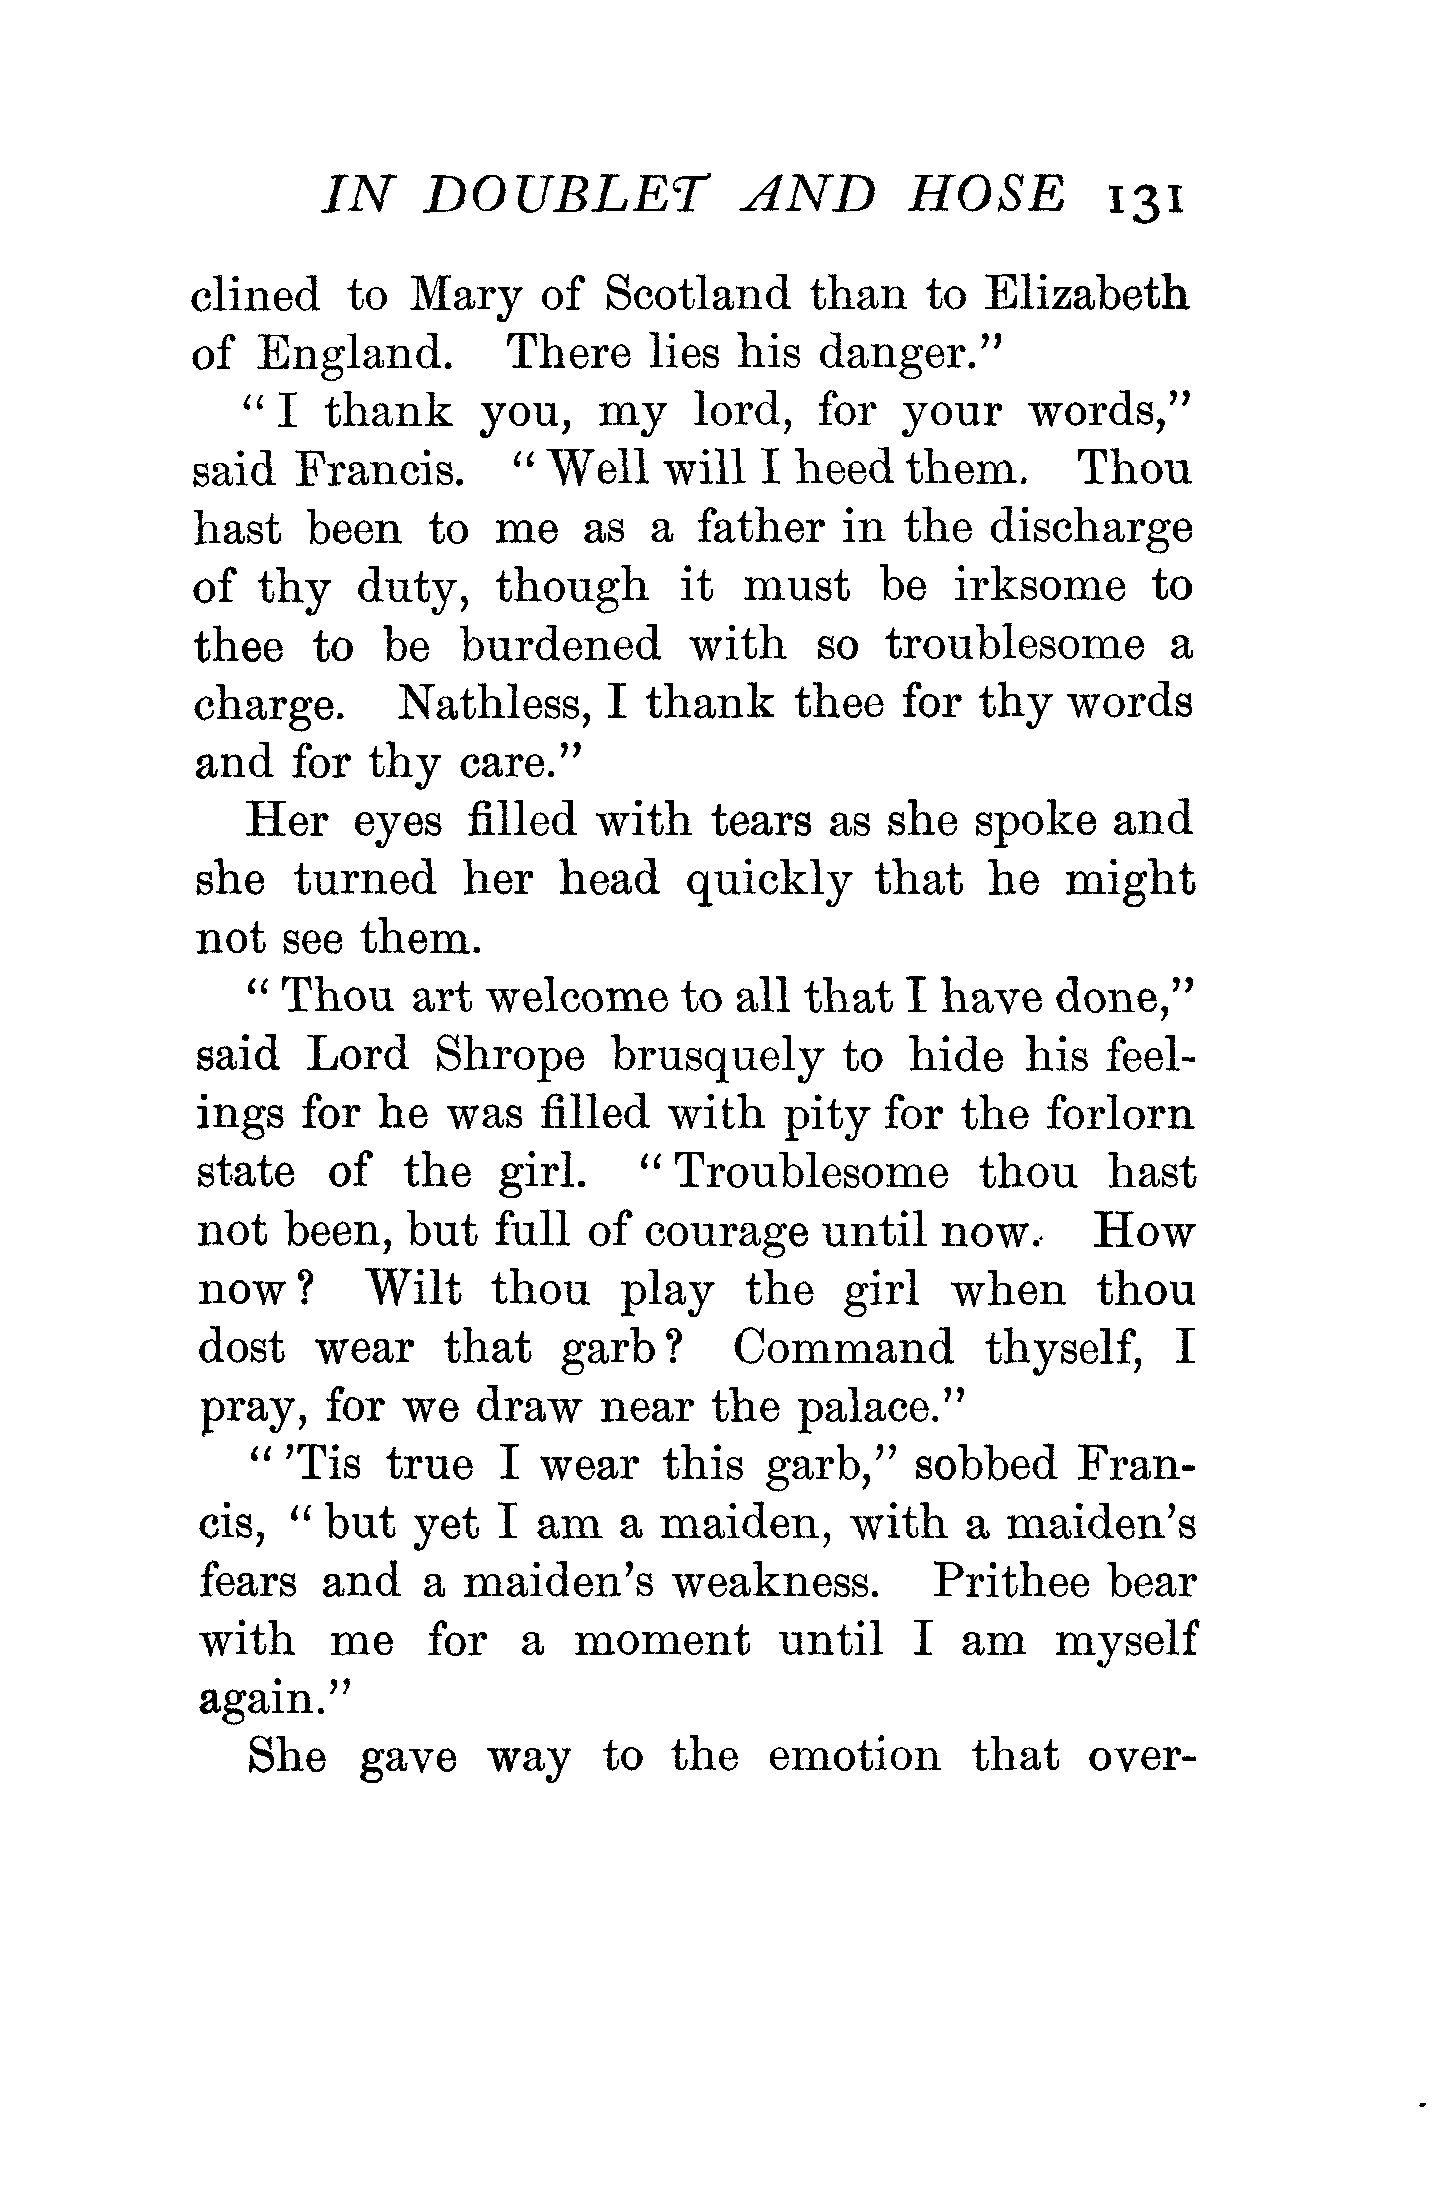 IN DOUBLET AND HOSE 131
clined to Mary of Scotland than to Elizabeth
of England. There lies his danger.”
“I thank you, my lord, for your words,”
said Francis. “Well will I heed them. Thou
hast been to me as a father in the discharge
of thy duty, though it must be irksome to
thee to be burdened with so troublesome a
charge. Nathless, I thank thee for thy words
and for thy care.”
Her eyes filled with tears as she spoke and
she turned her head quickly that he might
not see them.
“Thou art welcome to all that I have done,”
said Lord Shrope brusquely to hide his feel-
ings for he was filled with pity for the forlorn
state of the girl. “Troublesome thou hast
not been, but full of courage until now. How
now? Wilt thou play the girl when thou
dost wear that garb? Command thyself, I
pray, for we draw near the palace.”
“’Tis true I wear this garb,” sobbed Fran-
cis, “but yet I am a maiden, with a maiden’s
fears and a maiden’s weakness. Prithee bear
with me for a moment until I am myself
again.”
She gave way to the emotion that over-